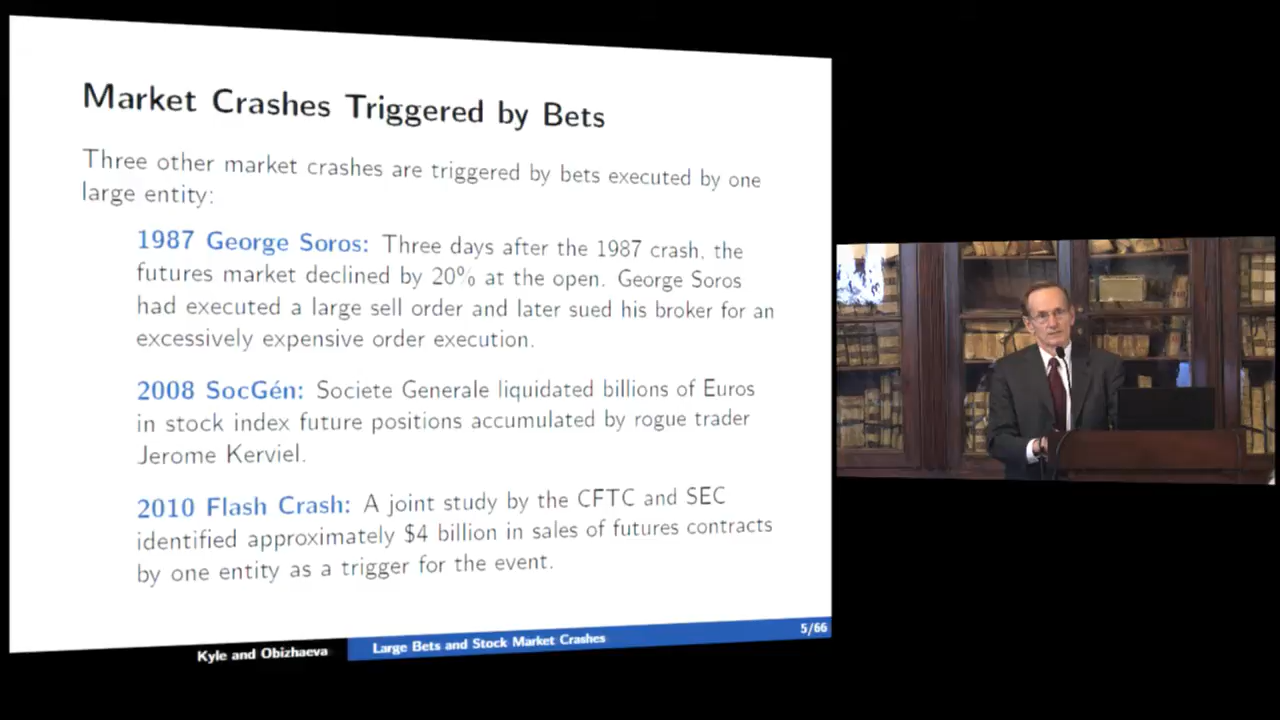 Market Crashes Triggered by Bets
Three other market crashes are triggered by bets executed by one
large entity:
1987 George Soros: Three days after the 1987 crash, the
futures market declined by 20% at the open. George Soros
had executed a large sell order and later sued his broker for an
excessively expensive order execution.
2008 SocGén: Societe Generale liquidated billions of Euros
in stock index future positions accumulated by rogue trader
Jerome Kerviel.
2010 Flash Crash: A joint study by the CFTC and SEC
identified approximately $4 billion in sales of futures contracts
by one entity as a trigger for the event.
Kyle and Obizhaeva
Large Bets and Stock Market Crashes
5/66